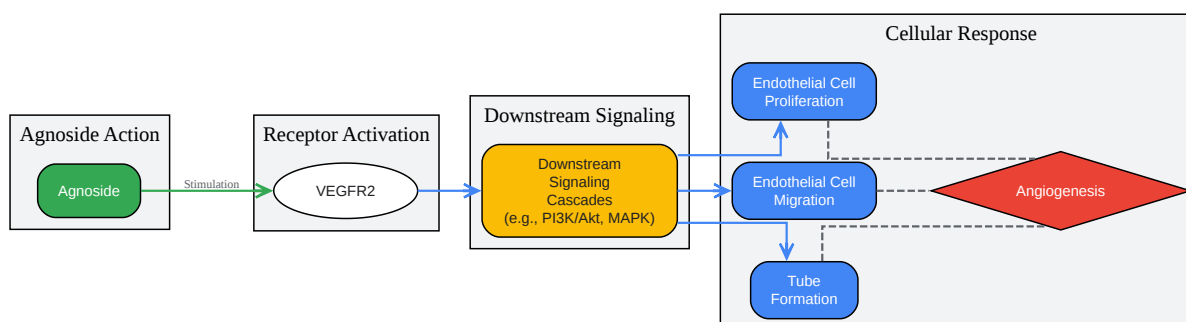 Cellular Response
Endothelial Cell
Proliferation
Downstream Signaling
Agnoside Action
Receptor Activation
Downstream
Signaling
Cascades
(e.g., PI3K/Akt, MAPK)
Agnoside
Stimulation
VEGFR2
Endothelial Cell
Migration
Angiogenesis
Tube
Formation